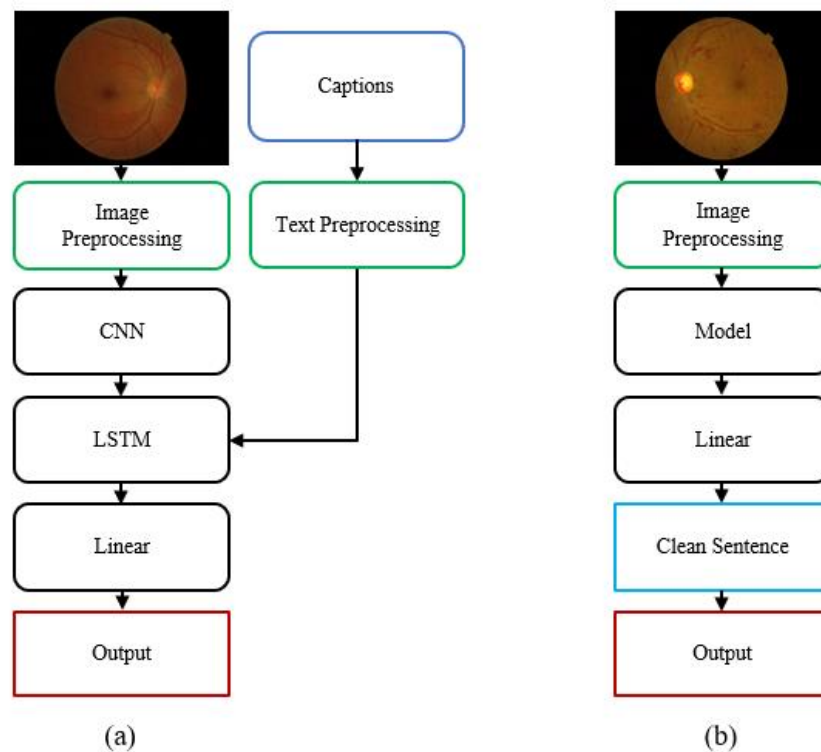 Captions
Image
Preprocessing
Text Preprocessing
CNN
LSTM
Linear
Output
(a)
Image
Preprocessing
Model
Linear
Clean Sentence
Output
(b)